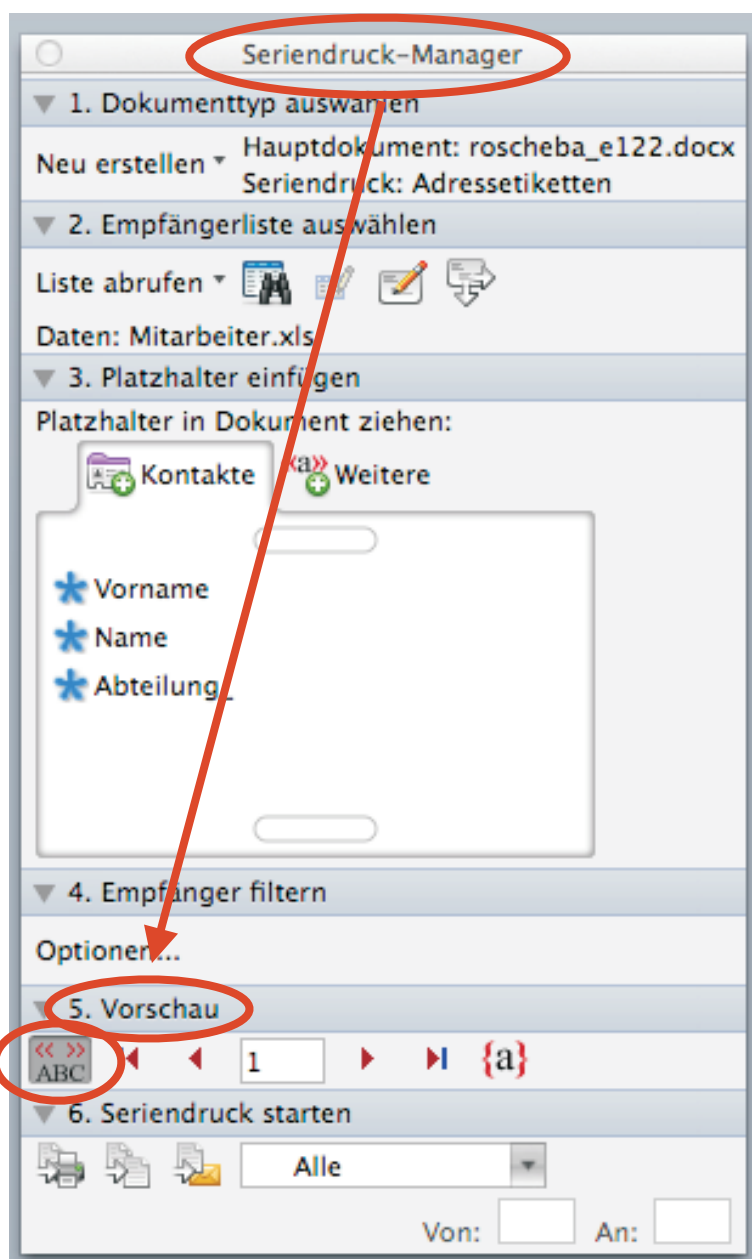 Seriendruck-Manager
1. Dokumenttyp auswählen
Neu erstellen
Hauptdokument: roscheba_e122.docx
Seriendruck: Adressetiketten
2. Empfängerliste auswählen
Liste abrufen
Daten: Mitarbeiter.xls
3. Platzhalter einfügen
Platzhalter in Dokument ziehen:
Kontakte «a» Weitere
Vorname
Name
Abteilung_
4. Empfänger filtern
Optionen...
5. Vorschau
« »
ABC 1 {a}
6. Seriendruck starten
Alle
Von: An: